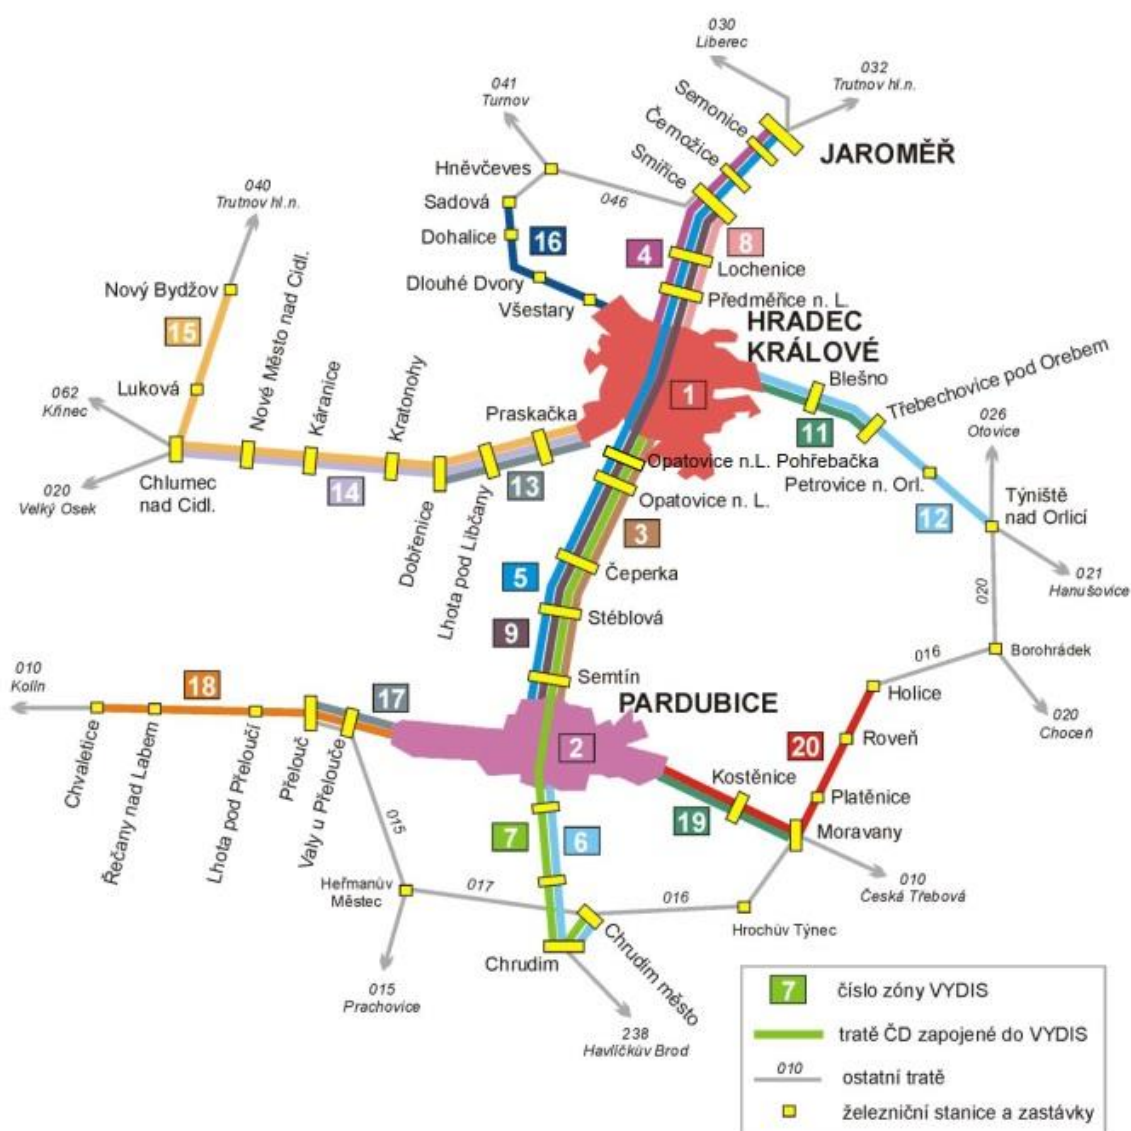 030
Liberec
032
Trutnov hl.n.
041
Turnov
Semonice
Černožice
Smiřice
JAROMĚŘ
Hněvčeves
046
Sadová
Dohalice
16
4
8
Lochenice
Dlouhé Dvory
Všestary
Předměřice n. L.
HRADEC
KRÁLOVÉ
040
Trutnov hl.n.
Nový Bydžov
15
Luková
062
Křinec
Nové Město nad Cidl.
Káranice
Kratonohy
Praskačka
1
Blešno
Třebechovice pod Orebem
11
026
Otovice
Chlumec
nad Cidl.
020
Velký Osek
14
Dobřenice
Lhota pod Libčany
13
Opatovice n.L. Pohřebačka
Opatovice n. L.
Petrovice n. Orl.
12
Týniště
nad Orlicí
3
5
Čeperka
021
Hanušovice
020
9
Stéblová
Semtín
016
Borohrádek
Holice
020
Choceň
010
Kolín
18
17
PARDUBICE
2
20
Roveň
Chvaletice
Řečany nad Labem
Lhota pod Přeloučí
Přelouč
Valy u Přelouče
Kostěnice
Platěnice
19
Moravany
7
6
015
010
Česká Třebová
Heřmanův
Městec
017
016
Hrochův Týnec
Chrudim
Chrudim město
015
Prachovice
238
Havlíčkův Brod
7
číslo zóny VYDIS
tratě ČD zapojené do VYDIS
010
ostatní tratě
železniční stanice a zastávky